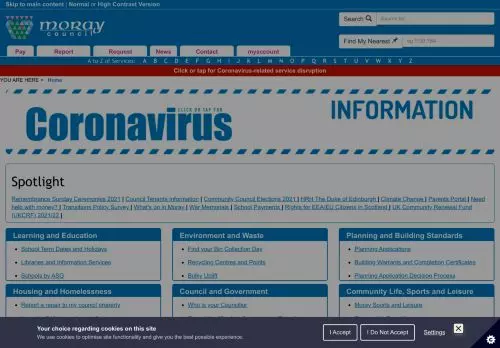 Skip to main content | Normal or High Contrast Version
moray council
Search
Find My Nearest
Pay Report Request News Contact myaccount
A to Z of Services: A B C D E F G H I J K L M N O P Q R S T U V W X Y Z
Click or tap for Coronavirus-related service disruption
YOU ARE HERE > Home
CLICK OR TAP FOR
Coronavirus INFORMATION
Spotlight
Remembrance Sunday Ceremonies 2021 | Council Tenants Information | Community Council Elections 2021 | HRH The Duke of Edinburgh | Climate Change | Parents Portal | Need
help with money? | Transitions Policy Survey | What's on in Moray | War Memorials | School Payments | Rights for EEA/EU Citizens in Scotland | UK Community Renewal Fund
(UKCRF) 2021/22 |
Learning and Education
School Term Dates and Holidays
Libraries and Information Services
Schools by ASG
Environment and Waste
Find your Bin Collection Day
Recycling Centres and Points
Bulky Uplift
Planning and Building Standards
Planning Applications
Building Warrants and Completion Certificates
Planning Application Decision Process
Housing and Homelessness
Report a repair to my council property
Council and Government
Who is your Councillor
Community Life, Sports and Leisure
Moray Sports and Leisure
Your choice regarding cookies on this site
We use cookies to optimise site functionality and give you the best possible experience.
I Accept
I Do Not Accept
Settings